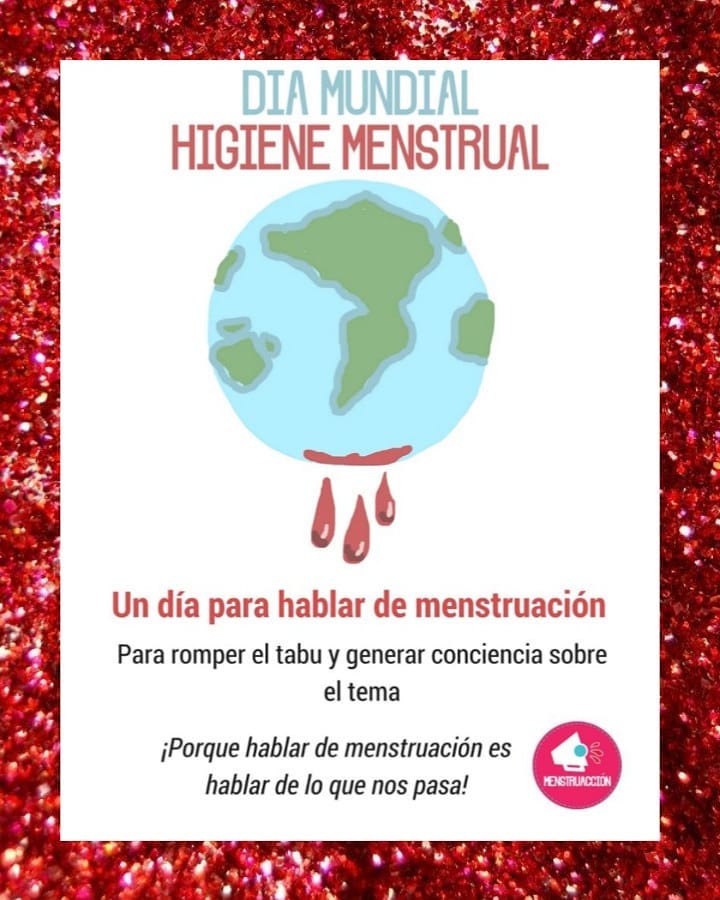 DIA MUNDIAL
HIGIENE MENSTRUAL
Un día para hablar de menstruación
Para romper el tabu y generar conciencia sobre
el tema
¡Porque hablar de menstruación es
hablar de lo que nos pasa!
MENSTRUACCIÓN